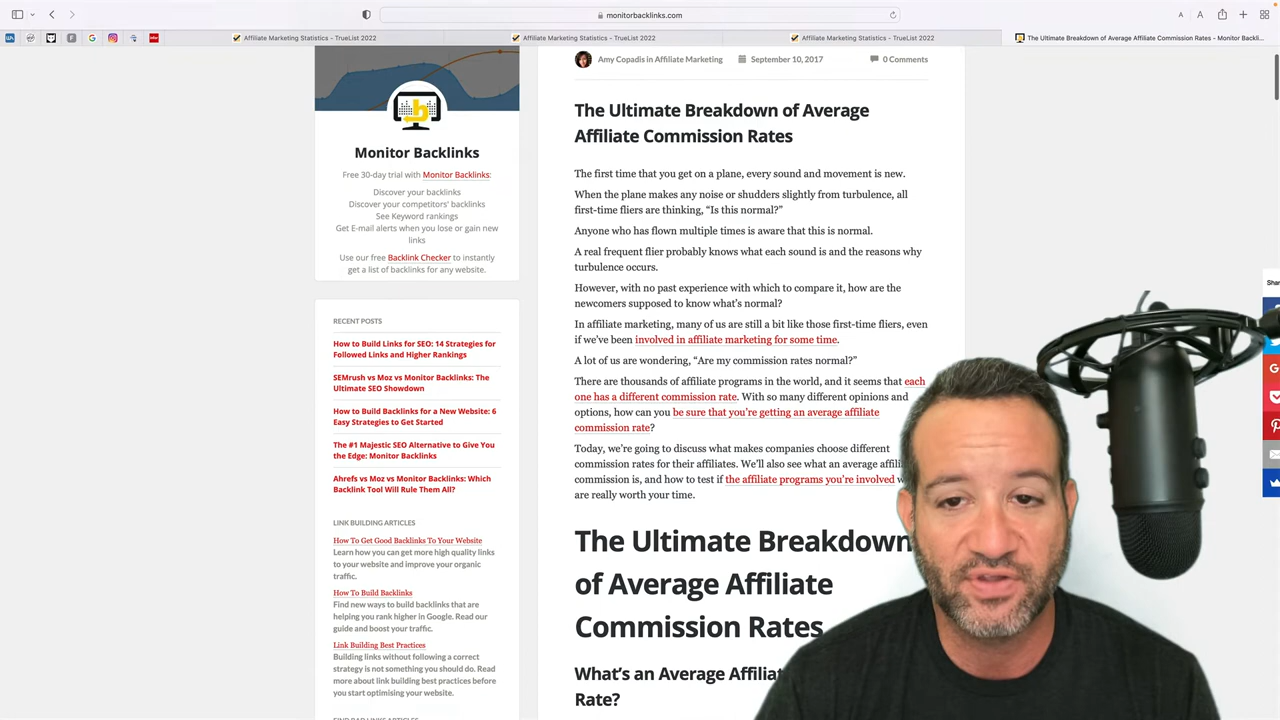 monitorbacklinks.com
Affiliate Marketing Statistics - TrueList 2022
Affiliate Marketing Statistics - TrueList 2022
Affiliate Marketing Statistics - TrueList 2022
The Ultimate Breakdown of Average Affiliate Commission Rates - Monitor Backli...
Monitor Backlinks
Free 30-day trial with Monitor Backlinks:
Discover your backlinks
Discover your competitors' backlinks
See Keyword rankings
Get E-mail alerts when you lose or gain new
links
Use our free Backlink Checker to instantly
get a list of backlinks for any website.
RECENT POSTS
How to Build Links for SEO: 14 Strategies for
Followed Links and Higher Rankings
SEMrush vs Moz vs Monitor Backlinks: The
Ultimate SEO Showdown
How to Build Backlinks for a New Website: 6
Easy Strategies to Get Started
The #1 Majestic SEO Alternative to Give You
the Edge: Monitor Backlinks
Ahrefs vs Moz vs Monitor Backlinks: Which
Backlink Tool Will Rule Them All?
LINK BUILDING ARTICLES
How To Get Good Backlinks To Your Website
Learn how you can get more high quality links
to your website and improve your organic
traffic.
How To Build Backlinks
Find new ways to build backlinks that are
helping you rank higher in Google. Read our
guide and boost your traffic.
Link Building Best Practices
Building links without following a correct
strategy is not something you should do. Read
more about link building best practices before
you start optimising your website.
Amy Copadis in Affiliate Marketing September 10, 2017 0 Comments
The Ultimate Breakdown of Average
Affiliate Commission Rates
The first time that you get on a plane, every sound and movement is new.
When the plane makes any noise or shudders slightly from turbulence, all
first-time fliers are thinking, “Is this normal?”
Anyone who has flown multiple times is aware that this is normal.
A real frequent flier probably knows what each sound is and the reasons why
turbulence occurs.
However, with no past experience with which to compare it, how are the
newcomers supposed to know what’s normal?
In affiliate marketing, many of us are still a bit like those first-time fliers, even
if we’ve been involved in affiliate marketing for some time.
A lot of us are wondering, “Are my commission rates normal?”
There are thousands of affiliate programs in the world, and it seems that each
one has a different commission rate. With so many different opinions and
options, how can you be sure that you’re getting an average affiliate
commission rate?
Today, we’re going to discuss what makes companies choose different
commission rates for their affiliates. We’ll also see what an average affili
commission is, and how to test if the affiliate programs you’re involved
are really worth your time.
The Ultimate Breakdown
of Average Affiliate
Commission Rates
What’s an Average Affilia
Rate?
Shar